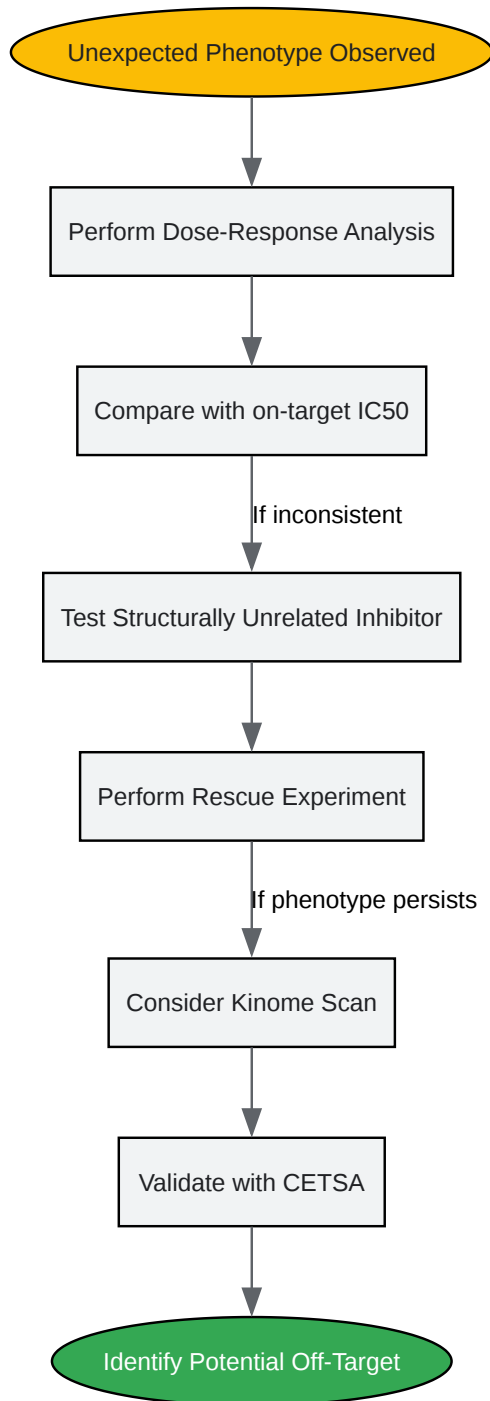 Unexpected Phenotype Observed
Perform Dose-Response Analysis
Compare with on-target IC50
If inconsistent
Test Structurally Unrelated Inhibitor
Perform Rescue Experiment
If phenotype persists
Consider Kinome Scan
Validate with CETSA
Identify Potential Off-Target